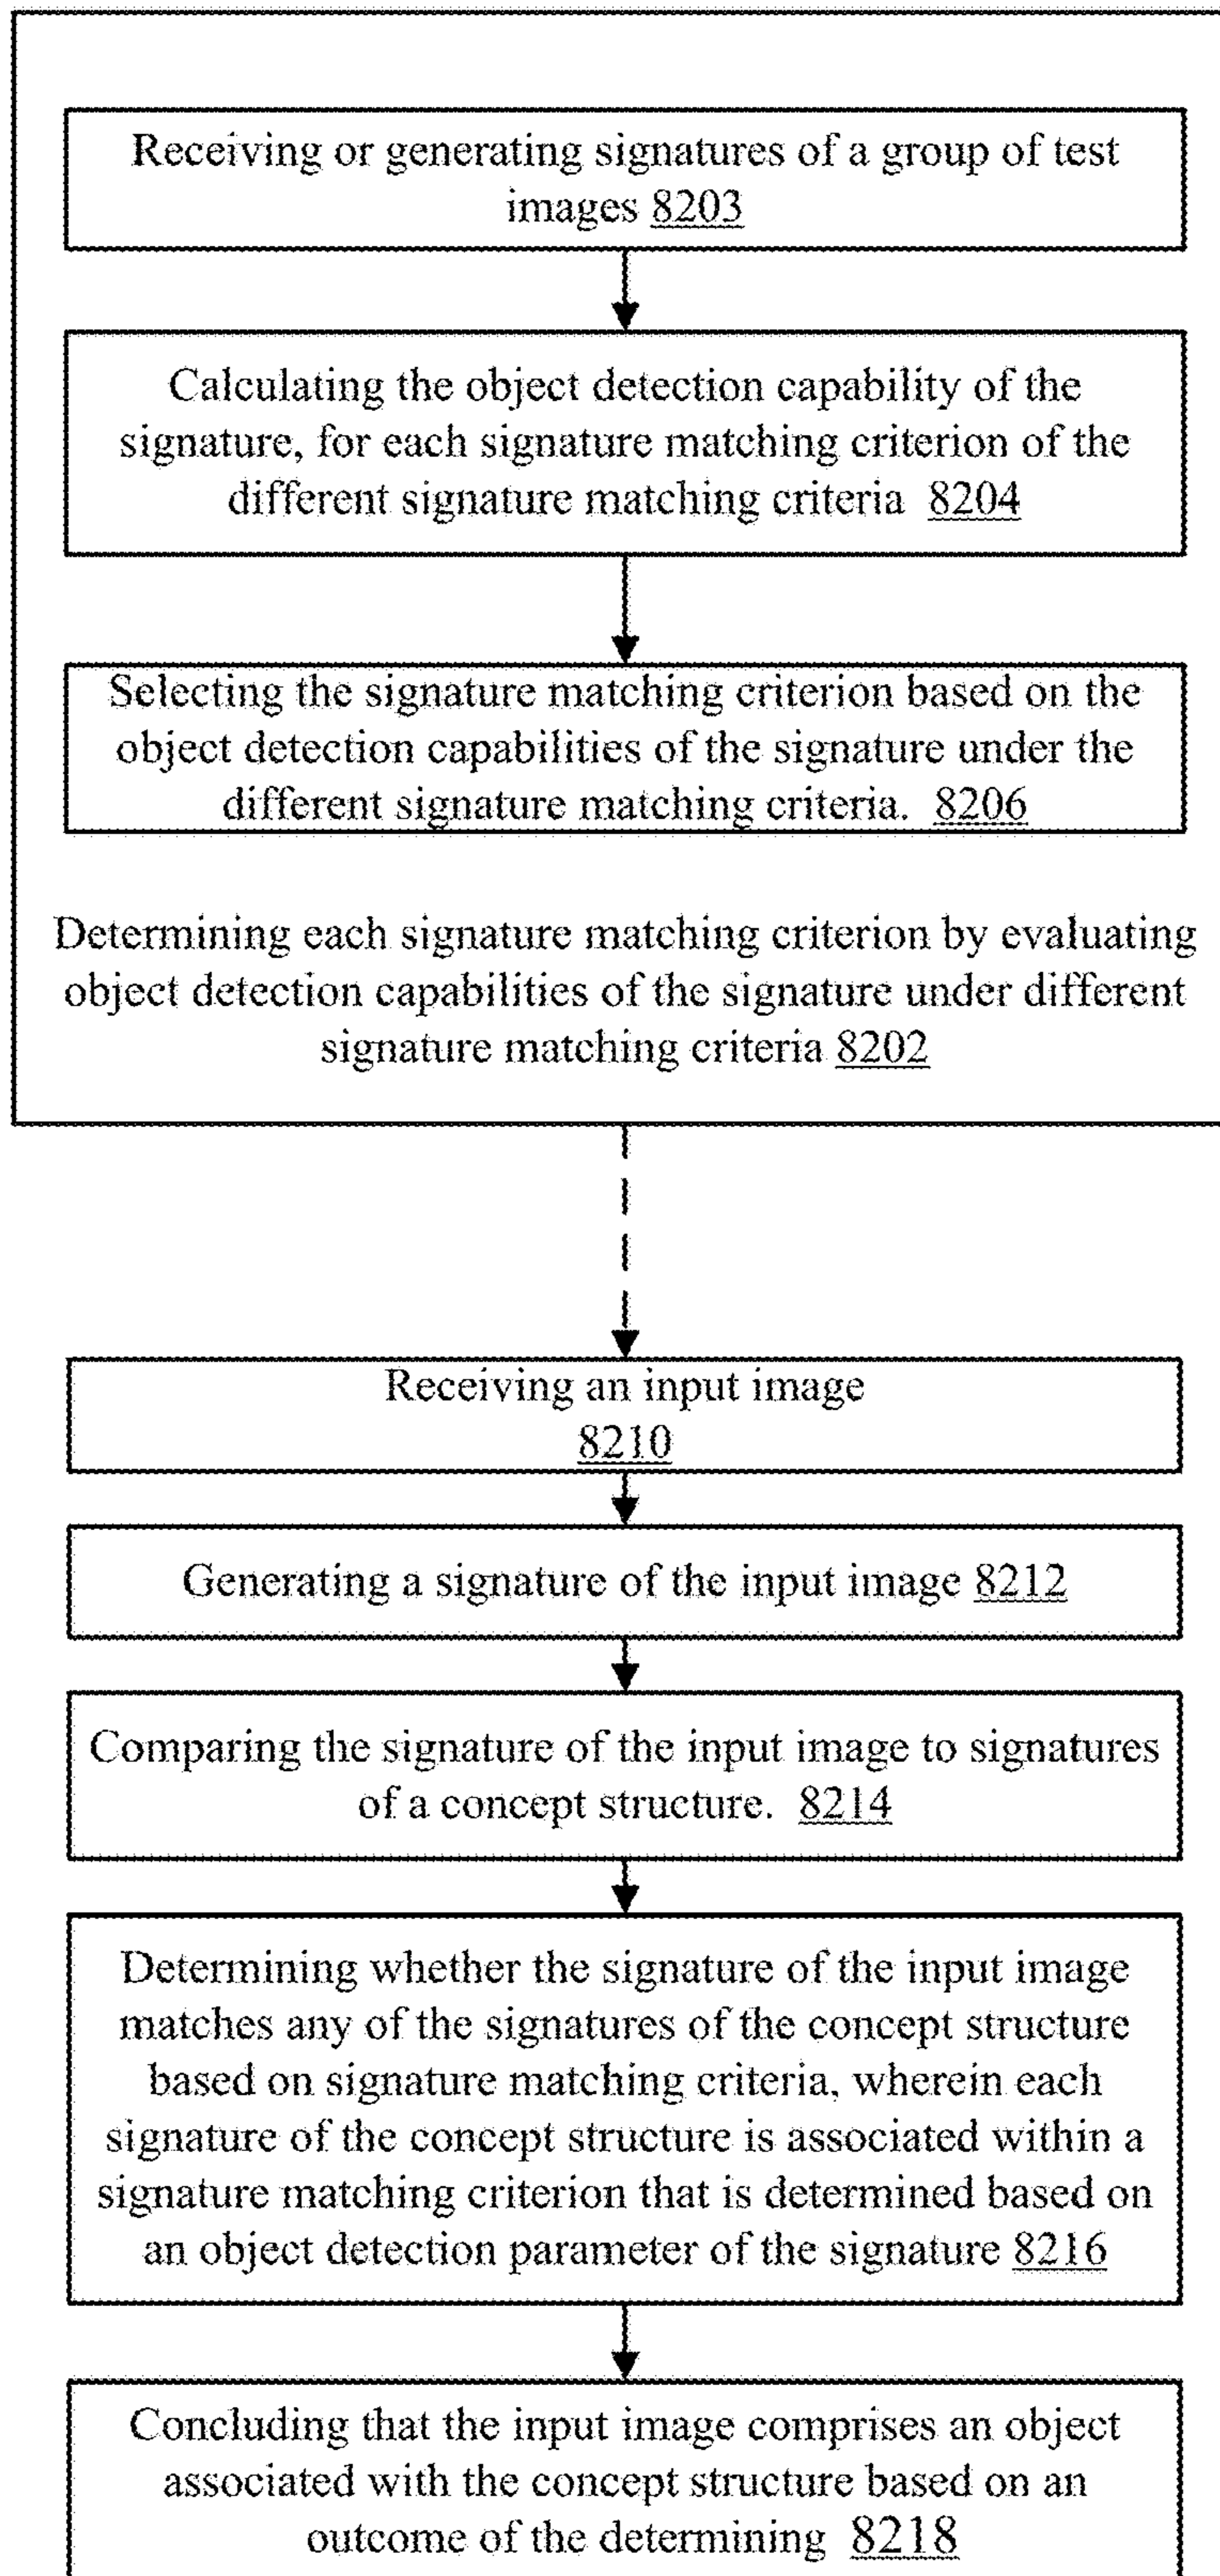 Receiving or generating signatures of a group of test
images 8203
Calculating the object detection capability of the
signature, for each signature matching criterion of the
different signature matching criteria 8204
Selecting the signature matching criterion based on the
object detection capabilities of the signature under the
different signature matching criteria. 8206
Determining each signature matching criterion by evaluating
object detection capabilities of the signature under different
signature matching criteria 8202
Receiving an input image
8210
Generating a signature of the input image 8212
Comparing the signature of the input image to signatures
of a concept structure. 8214
Determining whether the signature of the input image
matches any of the signatures of the concept structure
based on signature matching criteria, wherein each
signature of the concept structure is associated within a
signature matching criterion that is determined based on
an object detection parameter of the signature 8216
Concluding that the input image comprises an object
associated with the concept structure based on an
outcome of the determining 8218